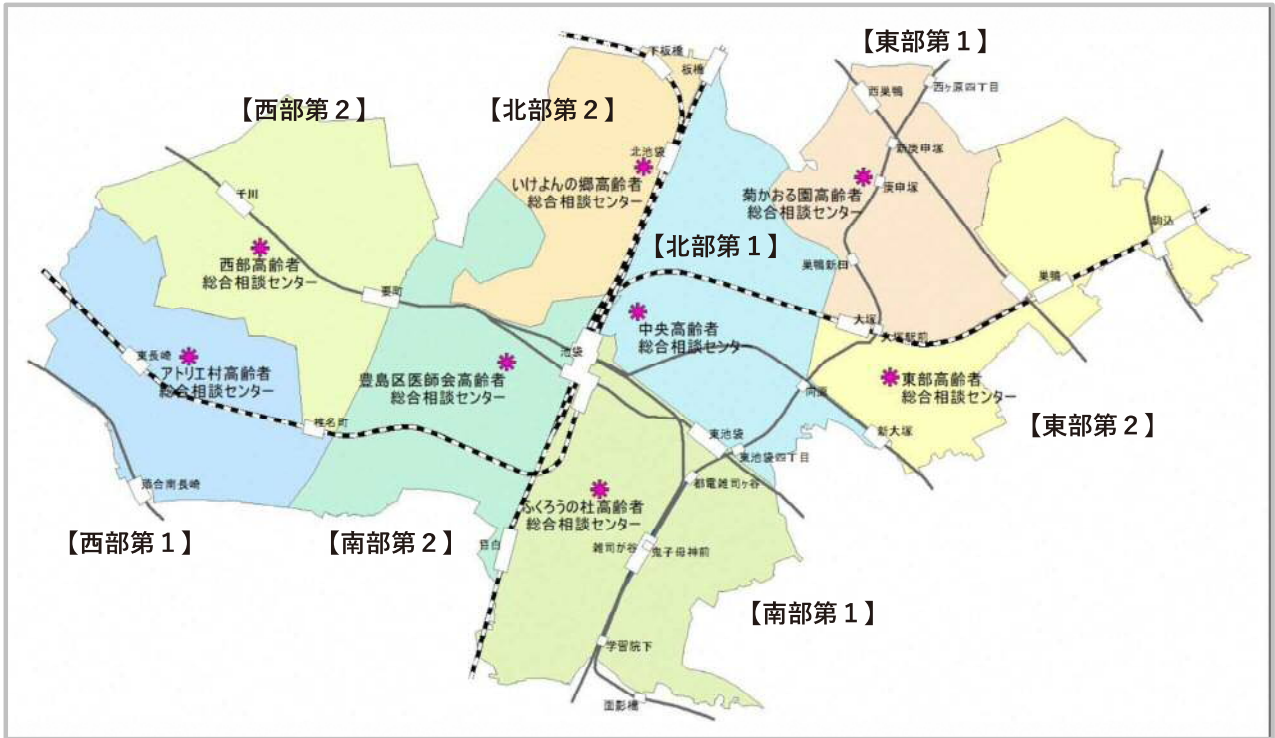 【東部第１】
下板橋
板橋
西巣鴨
西ヶ原四丁目
【西部第２】
【北部第２】
新庚申塚
北池袋
いけよんの郷高齢者
総合相談センター
庚申塚
菊かおる園高齢者
総合相談センター
千川
駒込
【北部第１】
西部高齢者
総合相談センター
巣鴨新田
巣鴨
要町
大塚
大塚駅前
中央高齢者
総合相談センター
池袋
東長崎
アトリエ村高齢者
総合相談センター
豊島区医師会高齢者
総合相談センター
東部高齢者
総合相談センター
向原
椎名町
東池袋
新大塚
【東部第２】
東池袋四丁目
落合南長崎
都電雑司ヶ谷
ふくろうの杜高齢者
総合相談センター
【西部第１】
【南部第２】
目白
雑司が谷
鬼子母神前
【南部第１】
学習院下
面影橋